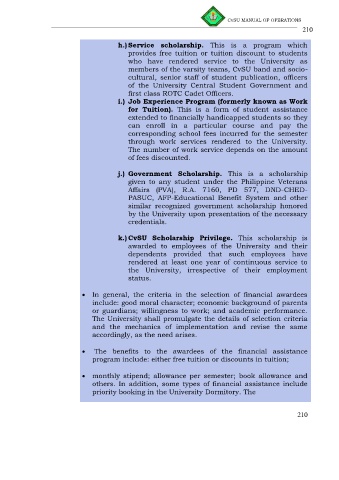 CvSU MANUAL OF OPERATIONS
210
h.) Service scholarship. This is a program which
provides free tuition or tuition discount to students
who have rendered service to the University as
members of the varsity teams, CvSU band and socio-
cultural, senior staff of student publication, officers
of the University Central Student Government and
first class ROTC Cadet Officers.
i.) Job Experience Program (formerly known as Work
for Tuition). This is a form of student assistance
extended to financially handicapped students so they
can enroll in a particular course and pay the
corresponding school fees incurred for the semester
through work services rendered to the University.
The number of work service depends on the amount
of fees discounted.
j.) Government Scholarship. This is a scholarship
given to any student under the Philippine Veterans
Affairs (PVA), R.A. 7160, PD 577, DND-CHED-
PASUC, AFP-Educational Benefit System and other
similar recognized government scholarship honored
by the University upon presentation of the necessary
credentials.
k.) CvSU Scholarship Privilege. This scholarship is
awarded to employees of the University and their
dependents provided that such employees have
rendered at least one year of continuous service to
the University, irrespective of their employment
status.
• In general, the criteria in the selection of financial awardees
include: good moral character; economic background of parents
or guardians; willingness to work; and academic performance.
The University shall promulgate the details of selection criteria
and the mechanics of implementation and revise the same
accordingly, as the need arises.
• The benefits to the awardees of the financial assistance
program include: either free tuition or discounts in tuition;
• monthly stipend; allowance per semester; book allowance and
others. In addition, some types of financial assistance include
priority booking in the University Dormitory. The
210